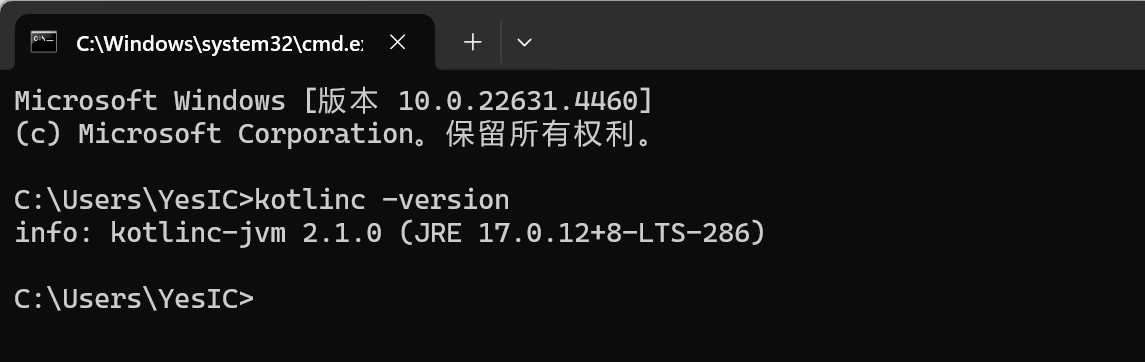 C:\Windows\system32\cmd.e
Microsoft Windows [版本 10.0.22631.4460]
(c) Microsoft Corporation。保留所有权利。
C:\Users\YesIC>kotlinc -version
info: kotlinc-jvm 2.1.0 (JRE 17.0.12+8-LTS-286)
C:\Users\YesIC>